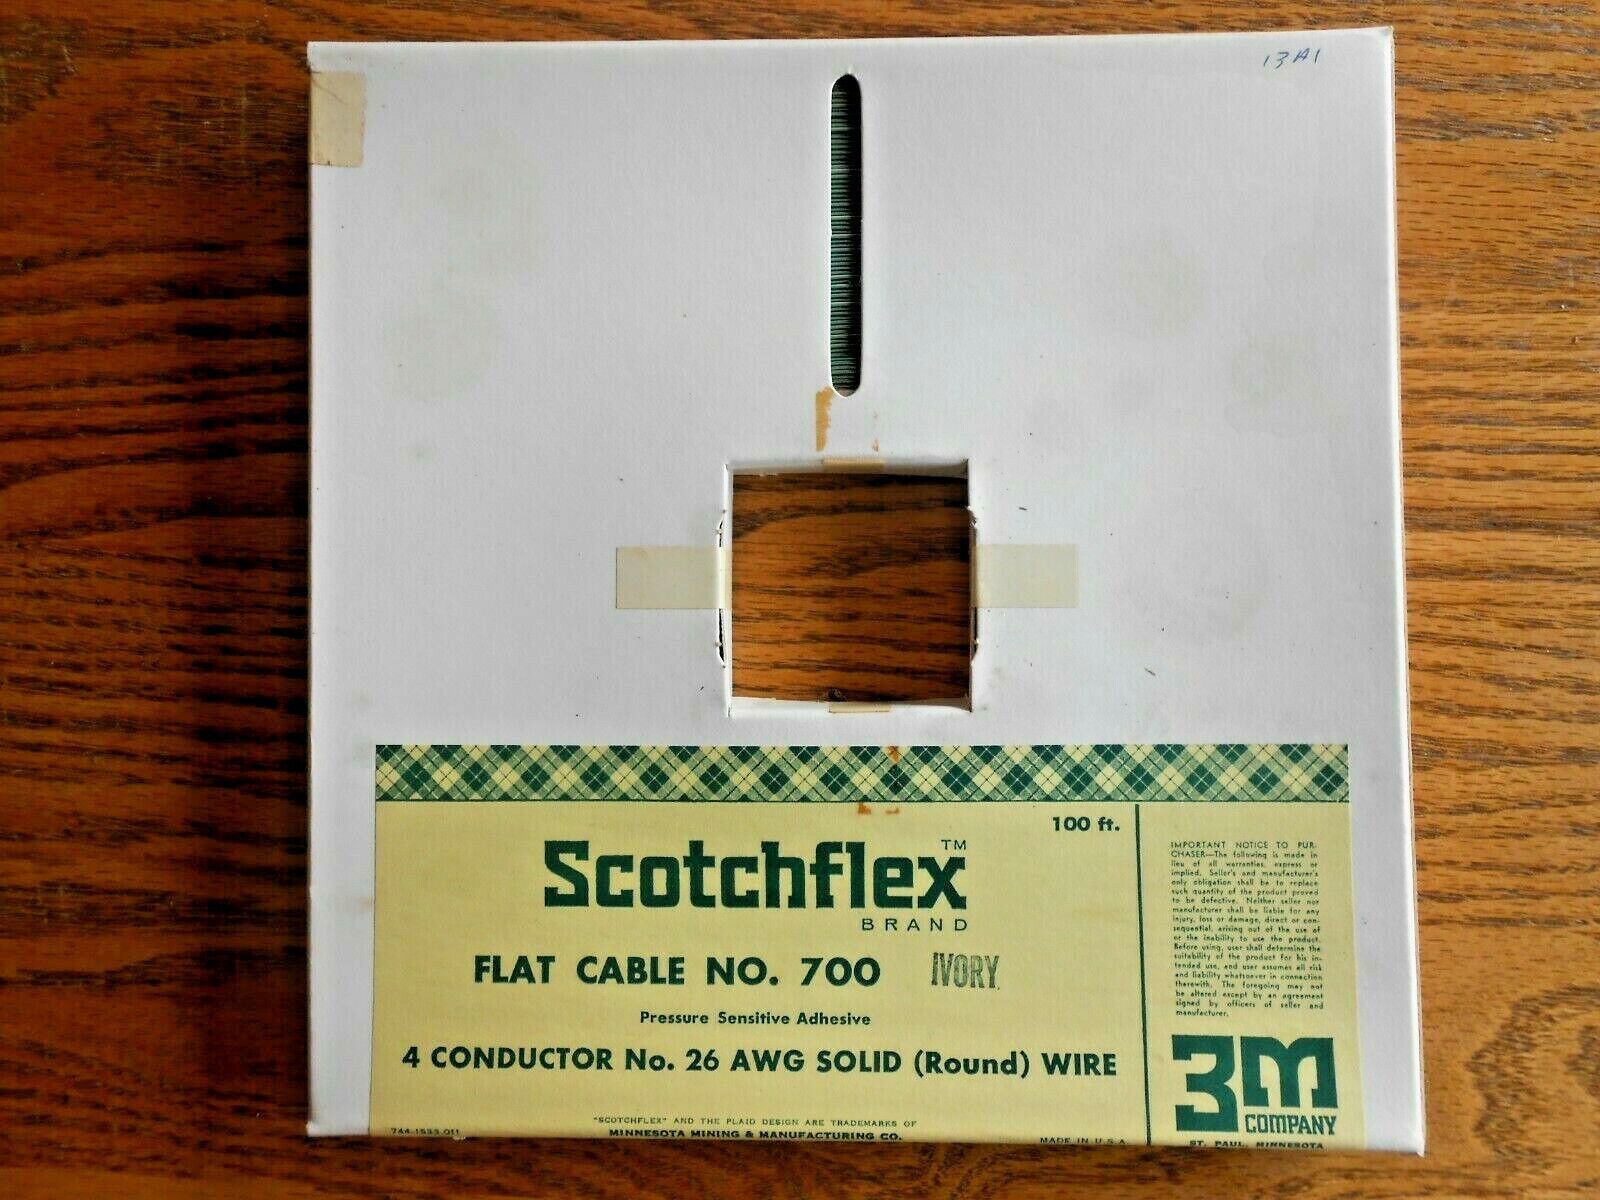 13A1
100 ft.
Scotchflex™
BRAND
FLAT CABLE NO. 700 IVORY
Pressure Sensitive Adhesive
4 CONDUCTOR No. 26 AWG SOLID (Round) WIRE
"SCOTCHFLEX" AND THE PLAID DESIGN ARE TRADEMARKS OF
MINNESOTA MINING & MANUFACTURING CO.
744-1533-011
MADE IN U.S.A.
IMPORTANT NOTICE TO PUR-
CHASER—The following is made in
lieu of all warranties, express or
implied. Seller's and manufacturer's
only obligation shall be to replace
such quantity of the product proved
to be defective. Neither seller nor
manufacturer shall be liable for any
injury, loss or damage, direct or con-
sequential, arising out of the use of
or the inability to use the product.
Before using, user shall determine the
suitability of the product for his in-
tended use, and user assumes all risk
and liability whatsoever in connection
therewith. The foregoing may not
be altered except by an agreement
signed by officers of seller and
manufacturer.
3M
COMPANY
ST. PAUL, MINNESOTA